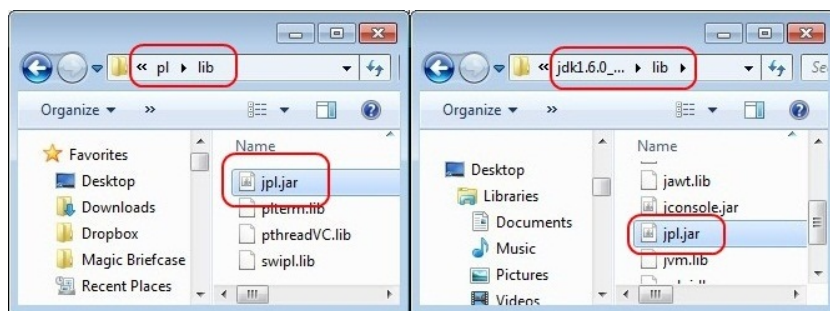 « pl ▸ lib
Organize ▾ »
Favorites
Desktop
Downloads
Dropbox
Magic Briefcase
Recent Places
Name
jpl.jar
plterm.lib
pthreadVC.lib
swipl.lib
« jdk1.6.0_... ▸ lib ▸
Se
Organize ▾ »
Desktop
Libraries
Documents
Music
Pictures
Videos
Name
jawt.lib
jconsole.jar
jpl.jar
jvm.lib